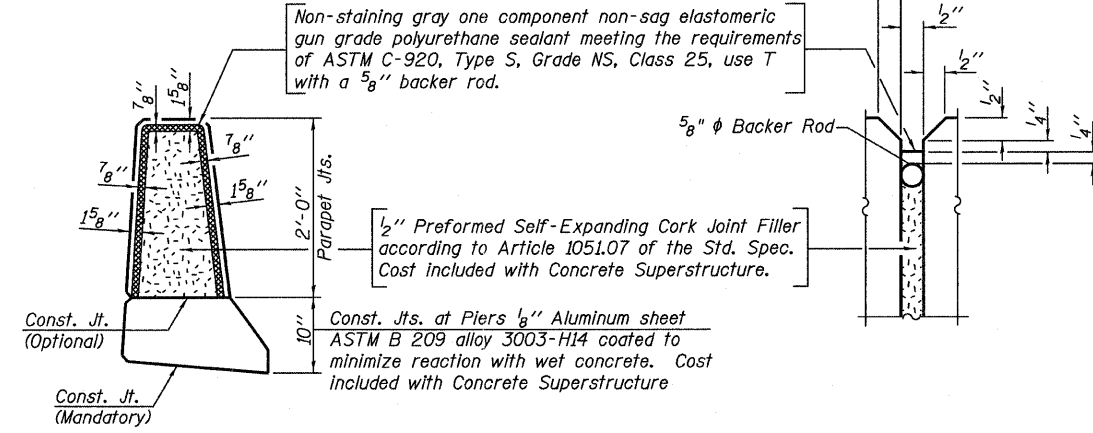 Non-staining gray one component non-sag elastomeric
gun grade polyurethane sealant meeting the requirements
of ASTM C-920, Type S, Grade NS, Class 25, use T
with a 5/8" backer rod.
1/2"
1/2"
1/2"
1/4"
1/4"
5/8" φ Backer Rod
7/8"
1 5/8"
7/8"
1 5/8"
7/8"
1 5/8"
2'-0"
Parapet Jts.
1/2" Preformed Self-Expanding Cork Joint Filler
according to Article 1051.07 of the Std. Spec.
Cost included with Concrete Superstructure.
Const. Jt.
(Optional)
10"
Const. Jts. at Piers 1/8" Aluminum sheet
ASTM B 209 alloy 3003-H14 coated to
minimize reaction with wet concrete. Cost
included with Concrete Superstructure
Const. Jt.
(Mandatory)